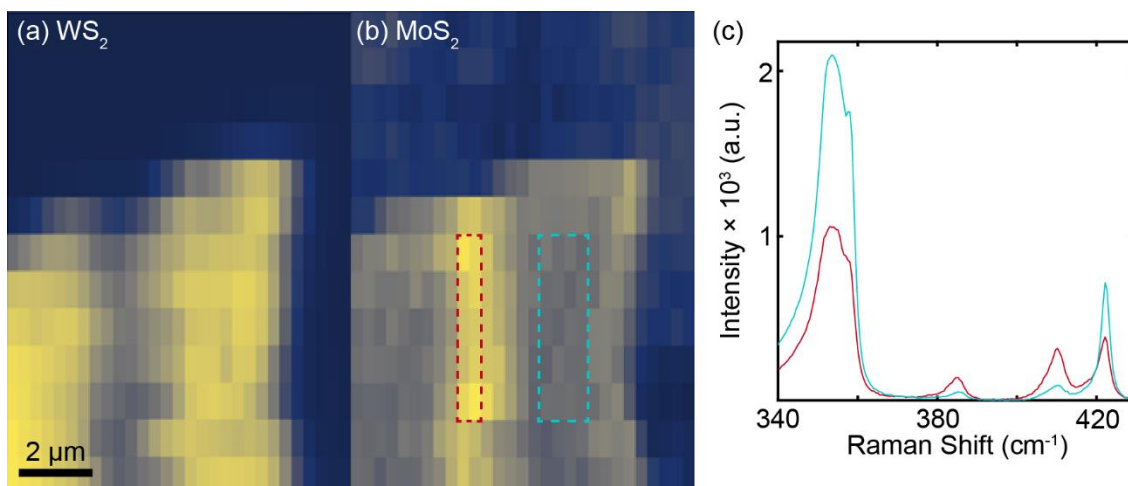 (a) WS₂
(b) MoS₂
2 µm
(c)
Intensity × 10³ (a.u.)
2
1
340
380
420
Raman Shift (cm⁻¹)